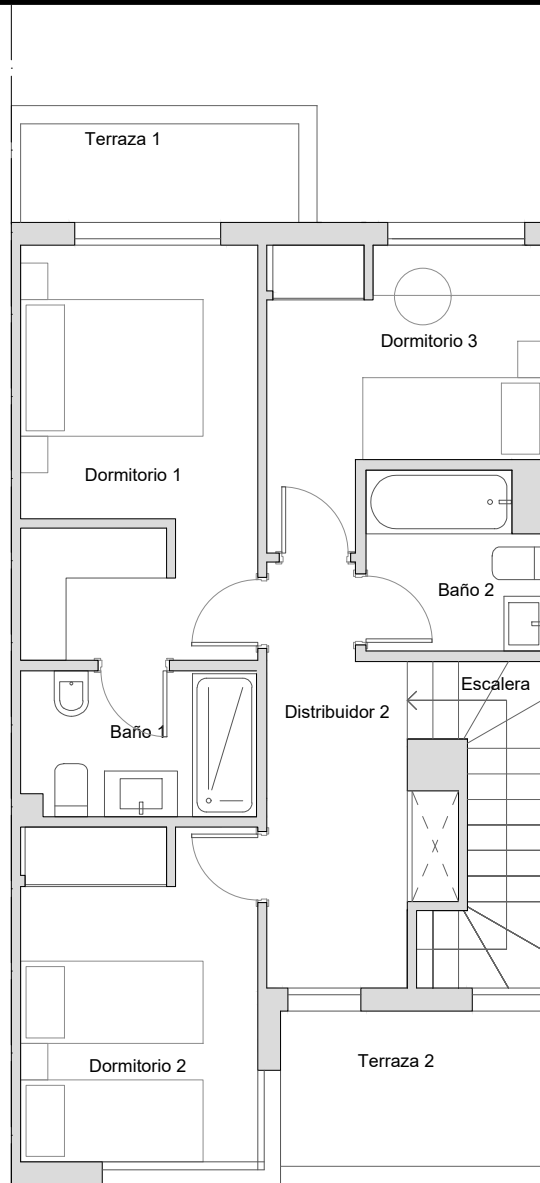 Terraza 1
Dormitorio 3
Dormitorio 1
Baño 2
Escalera
Distribuidor 2
Baño 1
Terraza 2
Dormitorio 2